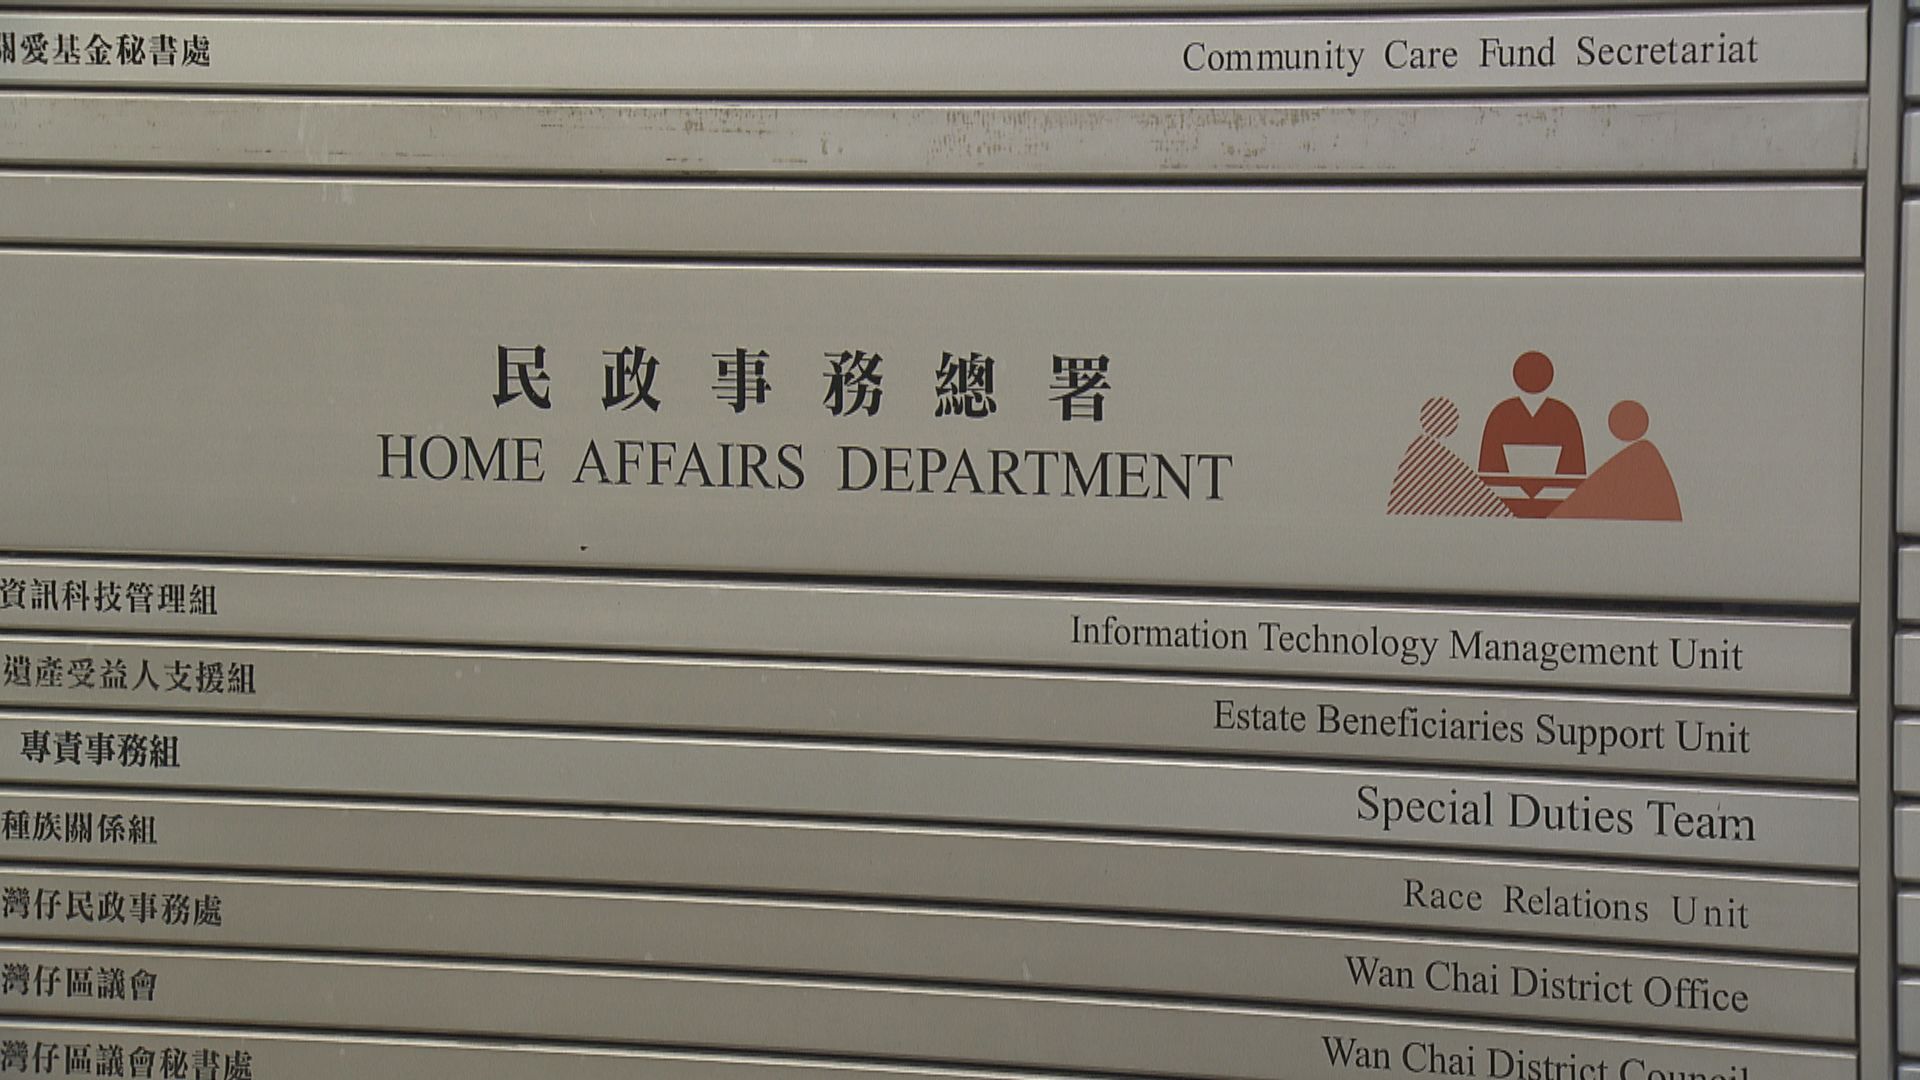 關愛基金秘書處 Community Care Fund Secretariat
民政事務總署
HOME AFFAIRS DEPARTMENT
資訊科技管理組 Information Technology Management Unit
遺產受益人支援組 Estate Beneficiaries Support Unit
專責事務組 Special Duties Team
種族關係組 Race Relations Unit
灣仔民政事務處 Wan Chai District Office
灣仔區議會 Wan Chai District Council
灣仔區議會秘書處